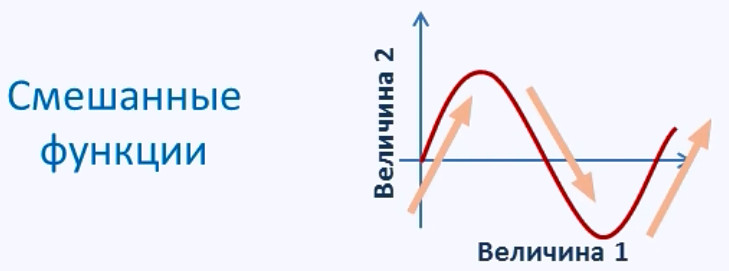 Смешанные
функции
Величина 2
Величина 1